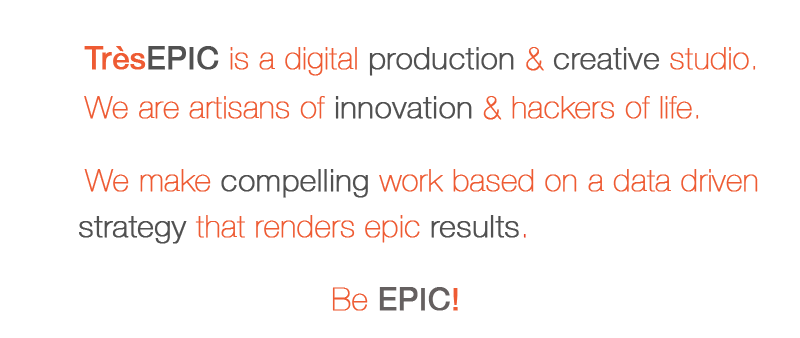 TrèsEPIC is a digital production & creative studio.
We are artisans of innovation & hackers of life.
We make compelling work based on a data driven
strategy that renders epic results.
Be EPIC!